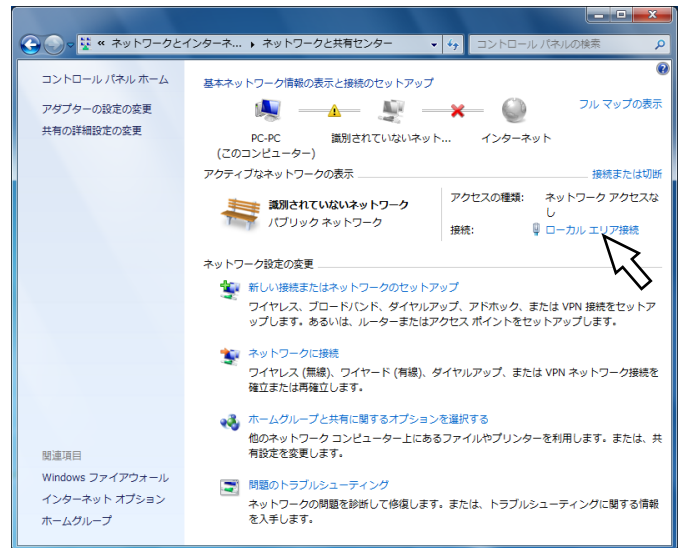 « ネットワークとインターネ... ▸ ネットワークと共有センター
コントロール パネルの検索
コントロール パネル ホーム
アダプターの設定の変更
共有の詳細設定の変更
基本ネットワーク情報の表示と接続のセットアップ
フル マップの表示
PC-PC
(このコンピューター)
識別されていないネット...
インターネット
アクティブなネットワークの表示
接続または切断
識別されていないネットワーク
パブリック ネットワーク
アクセスの種類:
ネットワーク アクセスな
し
接続:
ローカル エリア接続
ネットワーク設定の変更
新しい接続またはネットワークのセットアップ
ワイヤレス、ブロードバンド、ダイヤルアップ、アドホック、または VPN 接続をセットア
ップします。あるいは、ルーターまたはアクセス ポイントをセットアップします。
ネットワークに接続
ワイヤレス (無線)、ワイヤード (有線)、ダイヤルアップ、または VPN ネットワーク接続を
確立または再確立します。
ホームグループと共有に関するオプションを選択する
他のネットワーク コンピューター上にあるファイルやプリンターを利用します。または、共
有設定を変更します。
問題のトラブルシューティング
ネットワークの問題を診断して修復します。または、トラブルシューティングに関する情報
を入手します。
関連項目
Windows ファイアウォール
インターネット オプション
ホームグループ